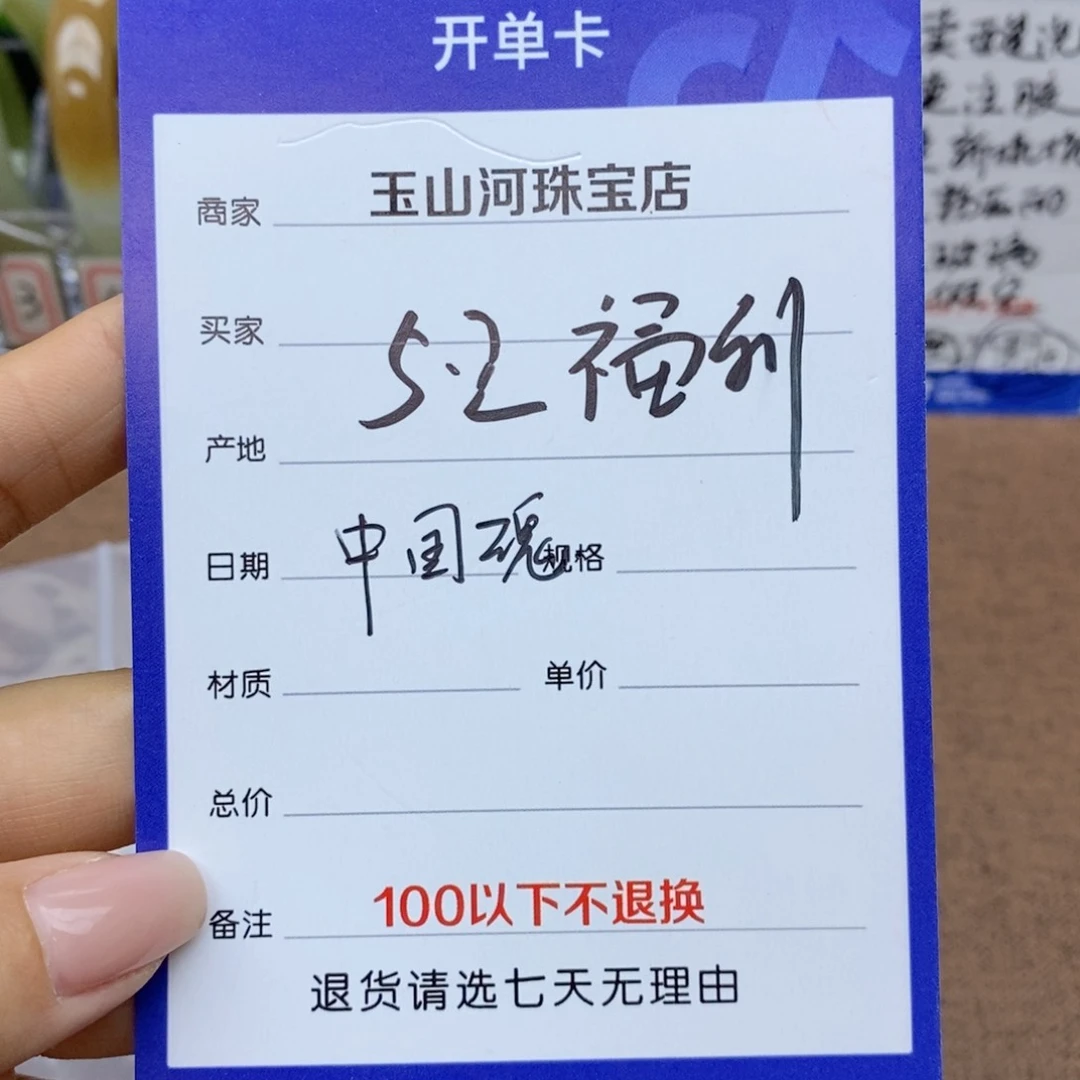 开单卡
商家 玉山河珠宝店
买家
5.2 福利
产地
日期 中国魂 规格
材质 单价
总价
备注 100以下不退换
退货请选七天无理由
3